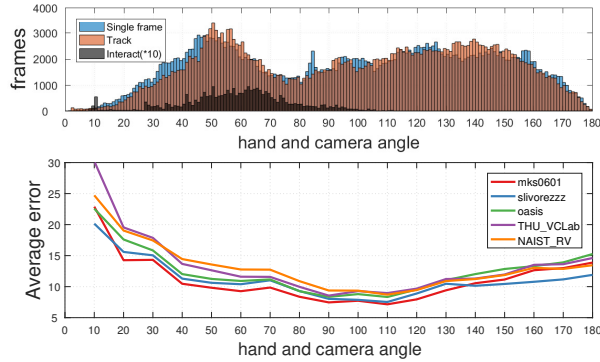 4000
3000
2000
1000
0
frames
Single frame
Track
Interact(*10)
0 10 20 30 40 50 60 70 80 90 100 110 120 130 140 150 160 170 180
hand and camera angle
30
25
20
15
10
5
Average error
mks0601
slivorezzz
oasis
THU_VCLab
NAIST_RV
0 10 20 30 40 50 60 70 80 90 100 110 120 130 140 150 160 170 180
hand and camera angle